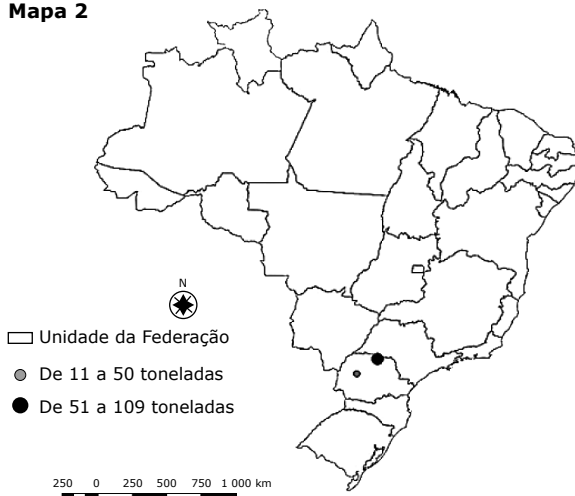 Mapa 2
N
Unidade da Federação
De 11 a 50 toneladas
De 51 a 109 toneladas
250 0 250 500 750 1 000 km